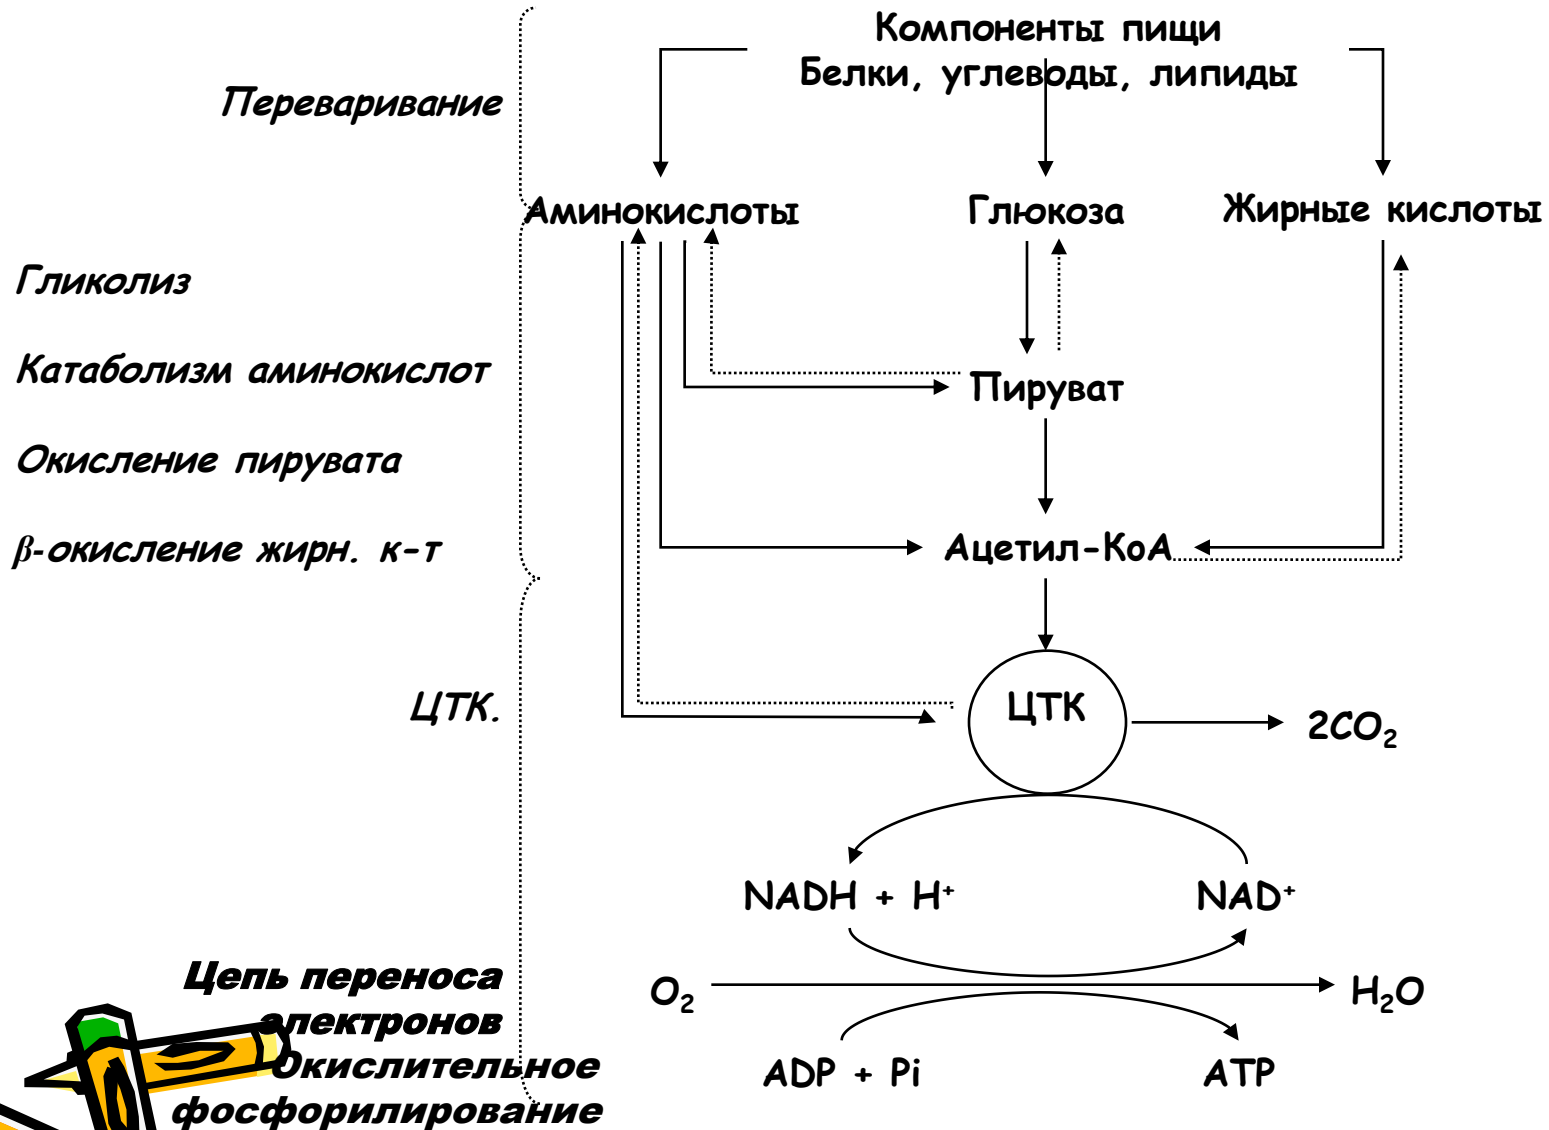 Компоненты пищи
Белки, углеводы, липиды
Переваривание
Аминокислоты
Глюкоза
Жирные кислоты
Гликолиз
Катаболизм аминокислот
Пируват
Окисление пирувата
β-окисление жирн. к-т
Ацетил-КоА
ЦТК.
ЦТК
2CO₂
NADH + H⁺
NAD⁺
Цепь переноса
электронов
O₂
H₂O
Окислительное
фосфорилирование
ADP + Pi
ATP